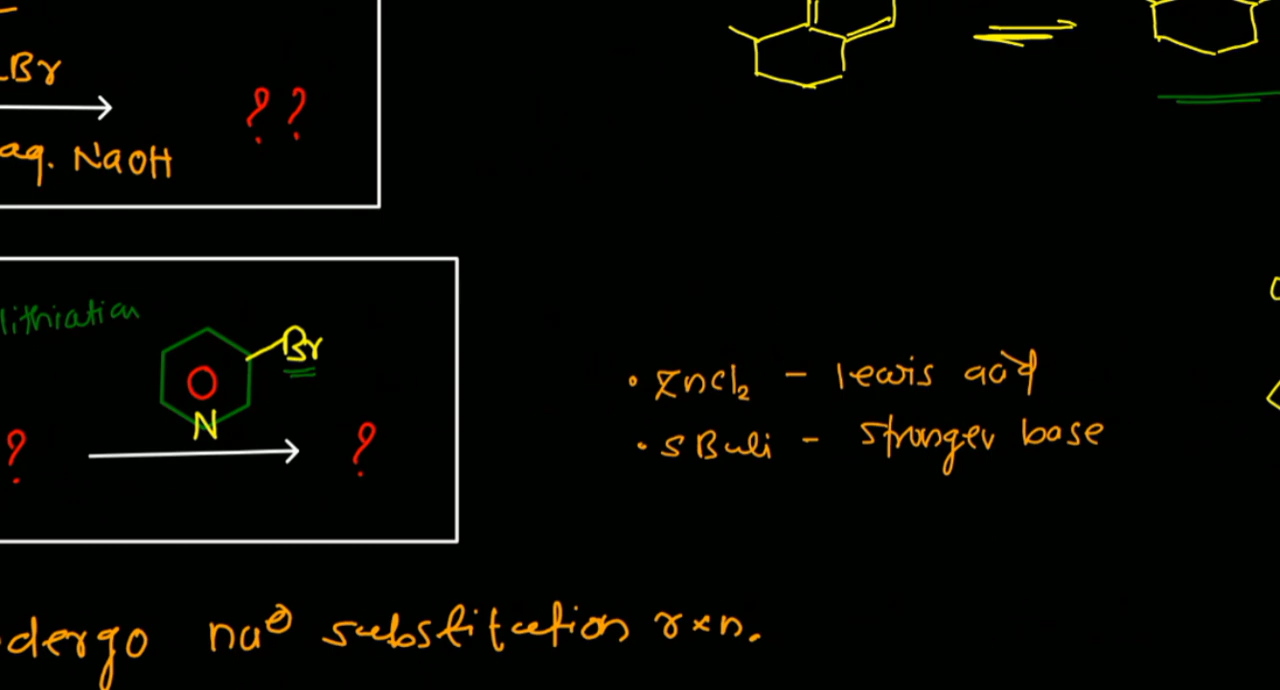 Br
aq. NaOH
??
lithiation
Br
N
?
?
• ZnCl2 - lewis acid
• SBuli - stronger base
dergo nu⊖ substitution rxn.